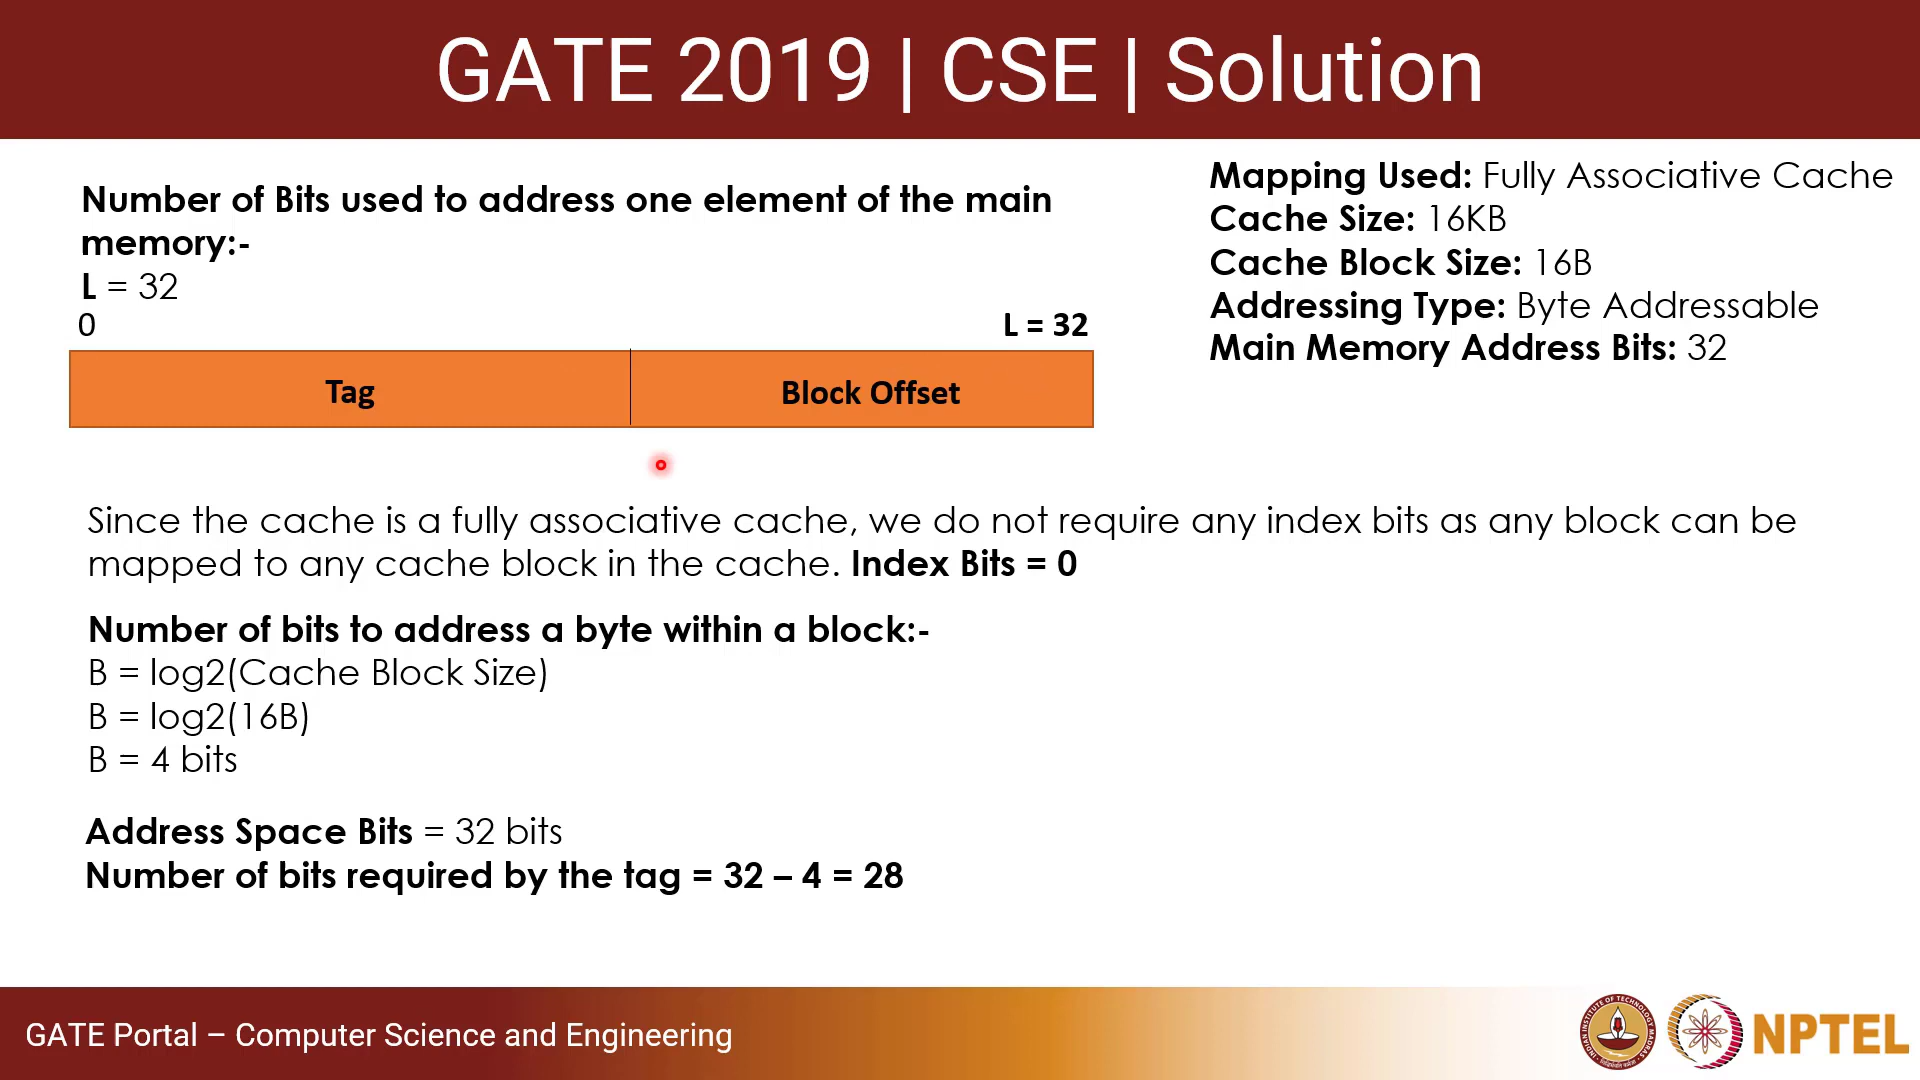 GATE 2019 | CSE | Solution
Number of Bits used to address one element of the main
memory:-
L = 32
0
L = 32
Tag
Block Offset
Mapping Used: Fully Associative Cache
Cache Size: 16KB
Cache Block Size: 16B
Addressing Type: Byte Addressable
Main Memory Address Bits: 32
Since the cache is a fully associative cache, we do not require any index bits as any block can be
mapped to any cache block in the cache. Index Bits = 0
Number of bits to address a byte within a block:-
B = log2(Cache Block Size)
B = log2(16B)
B = 4 bits
Address Space Bits = 32 bits
Number of bits required by the tag = 32 – 4 = 28
GATE Portal – Computer Science and Engineering
NPTEL